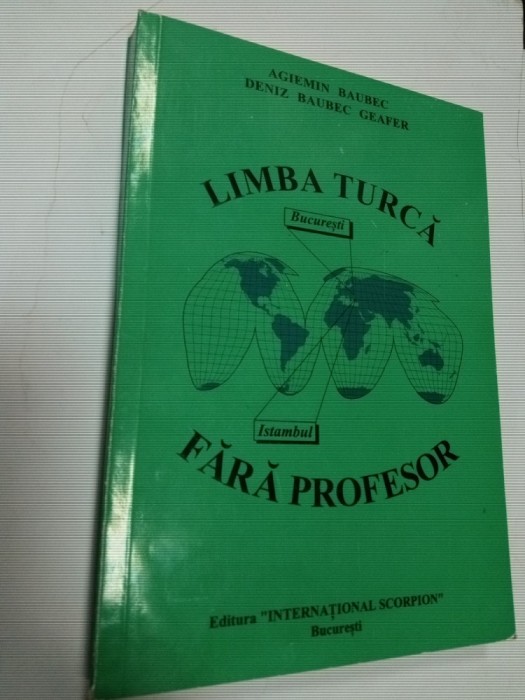 AGIEMIN BAUBEC
DENIZ BAUBEC GEAFER
LIMBA TURCĂ
București
Istambul
FĂRĂ PROFESOR
Editura "INTERNAȚIONAL SCORPION"
București